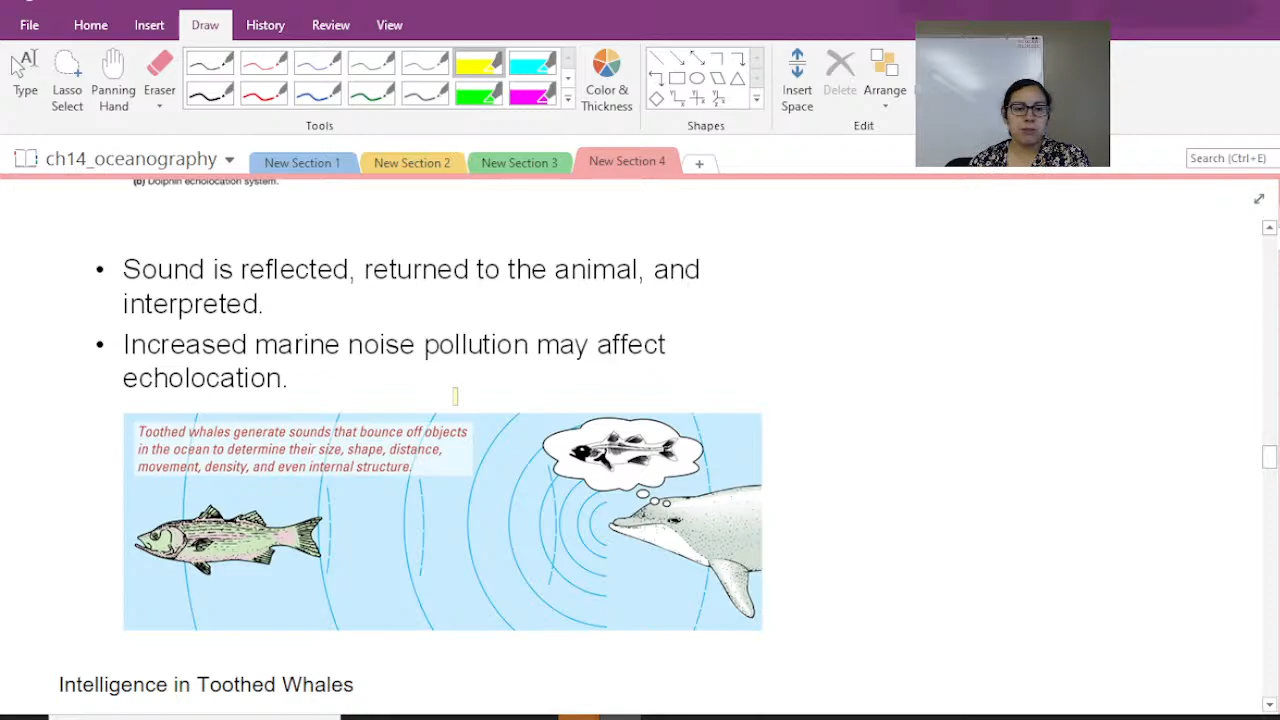 File Home Insert Draw History Review View
Type
Lasso Select
Panning Hand
Eraser
Color & Thickness
Insert Space
Delete
Arrange
Tools
Shapes
Edit
ch14_oceanography
New Section 1
New Section 2
New Section 3
New Section 4
Search (Ctrl+E)
(b) Dolphin echolocation system.
• Sound is reflected, returned to the animal, and
interpreted.
• Increased marine noise pollution may affect
echolocation.
Toothed whales generate sounds that bounce off objects
in the ocean to determine their size, shape, distance,
movement, density, and even internal structure.
Intelligence in Toothed Whales